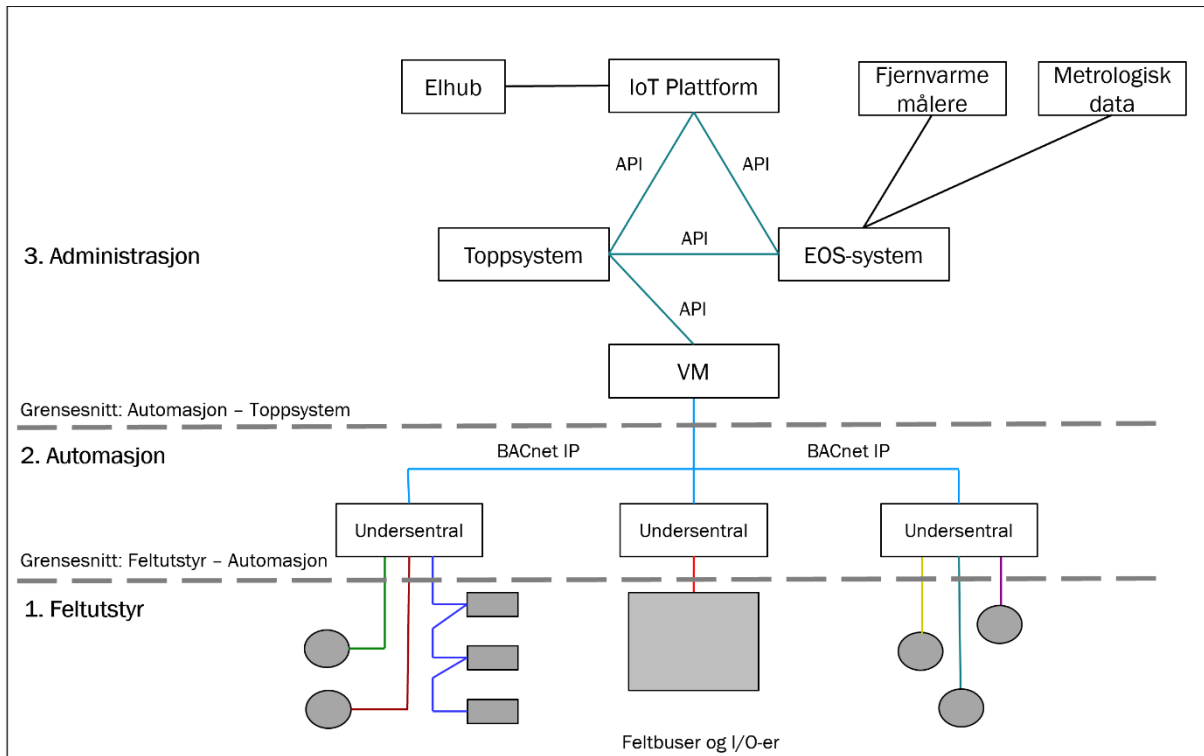 Elhub
IoT Plattform
Fjernvarme
målere
Metrologisk
data
API
API
3. Administrasjon
Toppsystem
API
EOS-system
API
VM
Grensesnitt: Automasjon – Toppsystem
2. Automasjon
BACnet IP
BACnet IP
Undersentral
Undersentral
Undersentral
Grensesnitt: Feltutstyr – Automasjon
1. Feltutstyr
Feltbuser og I/O-er